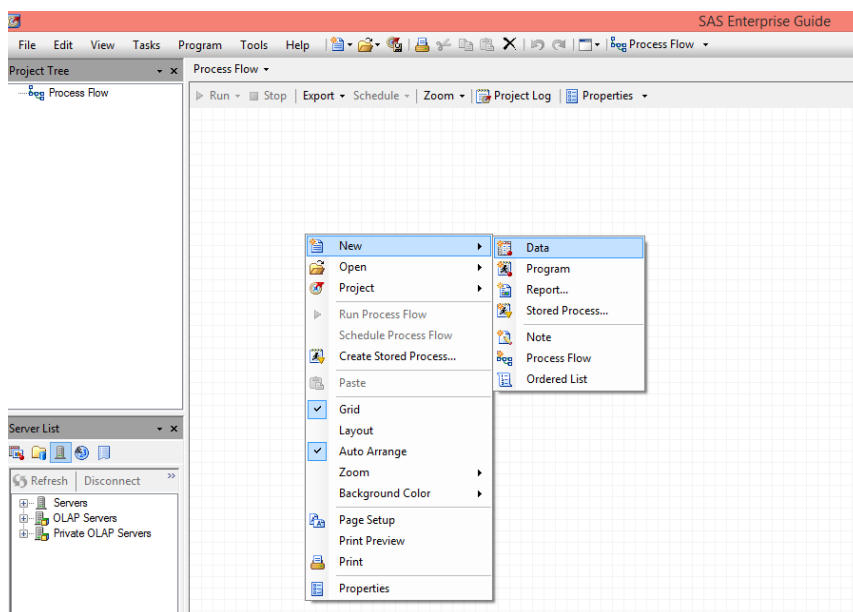 SAS Enterprise Guide
File Edit View Tasks Program Tools Help Process Flow
Project Tree
Process Flow
Process Flow
Run Stop Export Schedule Zoom Project Log Properties
New
Open
Project
Run Process Flow
Schedule Process Flow
Create Stored Process...
Paste
Grid
Layout
Auto Arrange
Zoom
Background Color
Page Setup
Print Preview
Print
Properties
Data
Program
Report...
Stored Process...
Note
Process Flow
Ordered List
Server List
Refresh Disconnect »
Servers
OLAP Servers
Private OLAP Servers